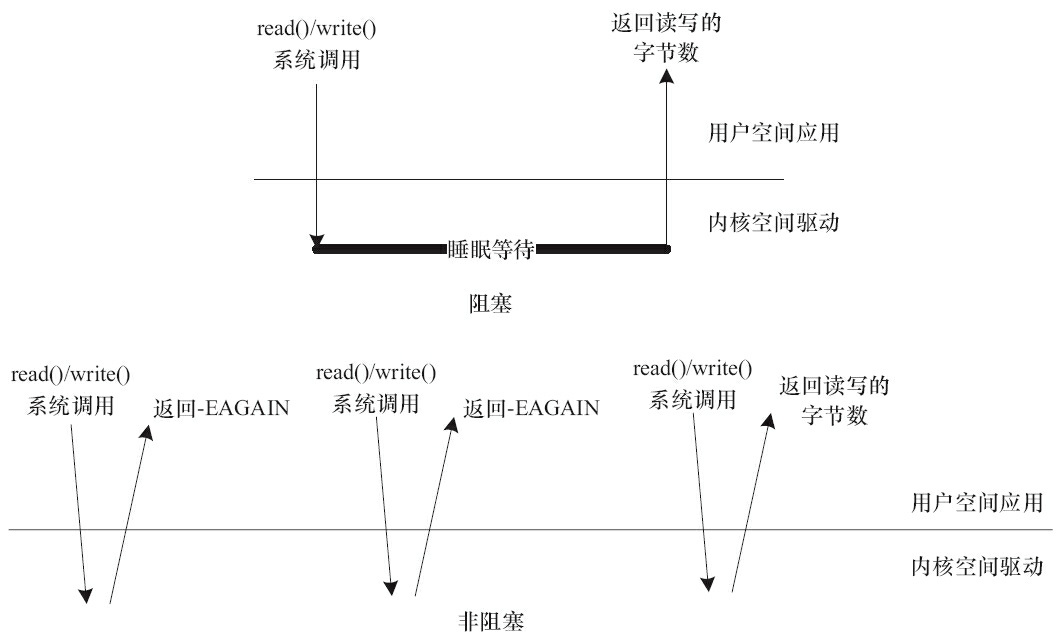 read()/write()
系统调用
返回读写的
字节数
用户空间应用
内核空间驱动
睡眠等待
阻塞
read()/write()
系统调用
返回-EAGAIN
read()/write()
系统调用
返回-EAGAIN
read()/write()
系统调用
返回读写的
字节数
用户空间应用
内核空间驱动
非阻塞